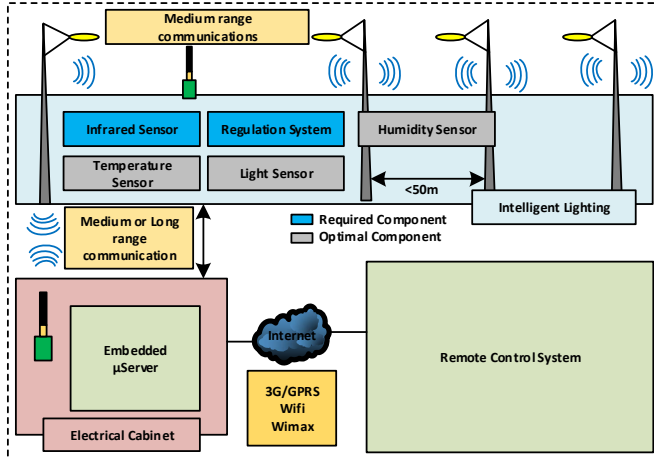 Medium range
communications
Infrared Sensor
Regulation System
Humidity Sensor
Temperature
Sensor
Light Sensor
<50m
Intelligent Lighting
Medium or Long
range
communication
Required Component
Optimal Component
Embedded
µServer
Electrical Cabinet
Internet
3G/GPRS
Wifi
Wimax
Remote Control System